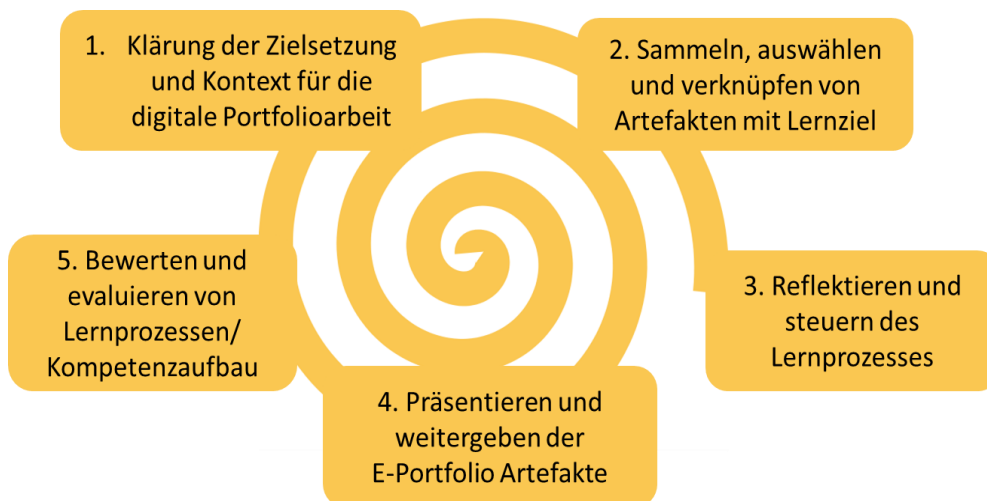 1. Klärung der Zielsetzung
und Kontext für die
digitale Portfolioarbeit
2. Sammeln, auswählen
und verknüpfen von
Artefakten mit Lernziel
3. Reflektieren und
steuern des
Lernprozesses
4. Präsentieren und
weitergeben der
E-Portfolio Artefakte
5. Bewerten und
evaluieren von
Lernprozessen/
Kompetenzaufbau